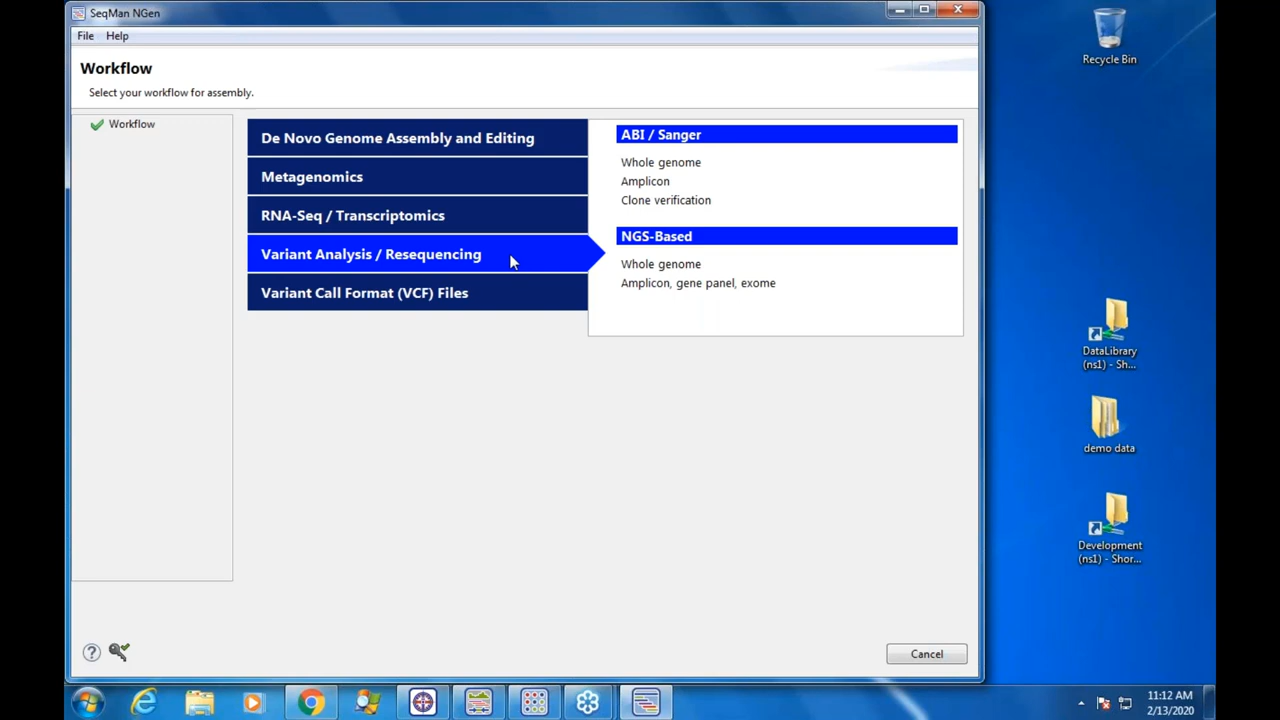 SeqMan NGen
File Help
Workflow
Select your workflow for assembly.
Workflow
De Novo Genome Assembly and Editing
Metagenomics
RNA-Seq / Transcriptomics
Variant Analysis / Resequencing
Variant Call Format (VCF) Files
ABI / Sanger
Whole genome
Amplicon
Clone verification
NGS-Based
Whole genome
Amplicon, gene panel, exome
Cancel
Recycle Bin
DataLibrary
(ns1) - Sh...
demo data
Development
(ns1) - Shor...
11:12 AM
2/13/2020